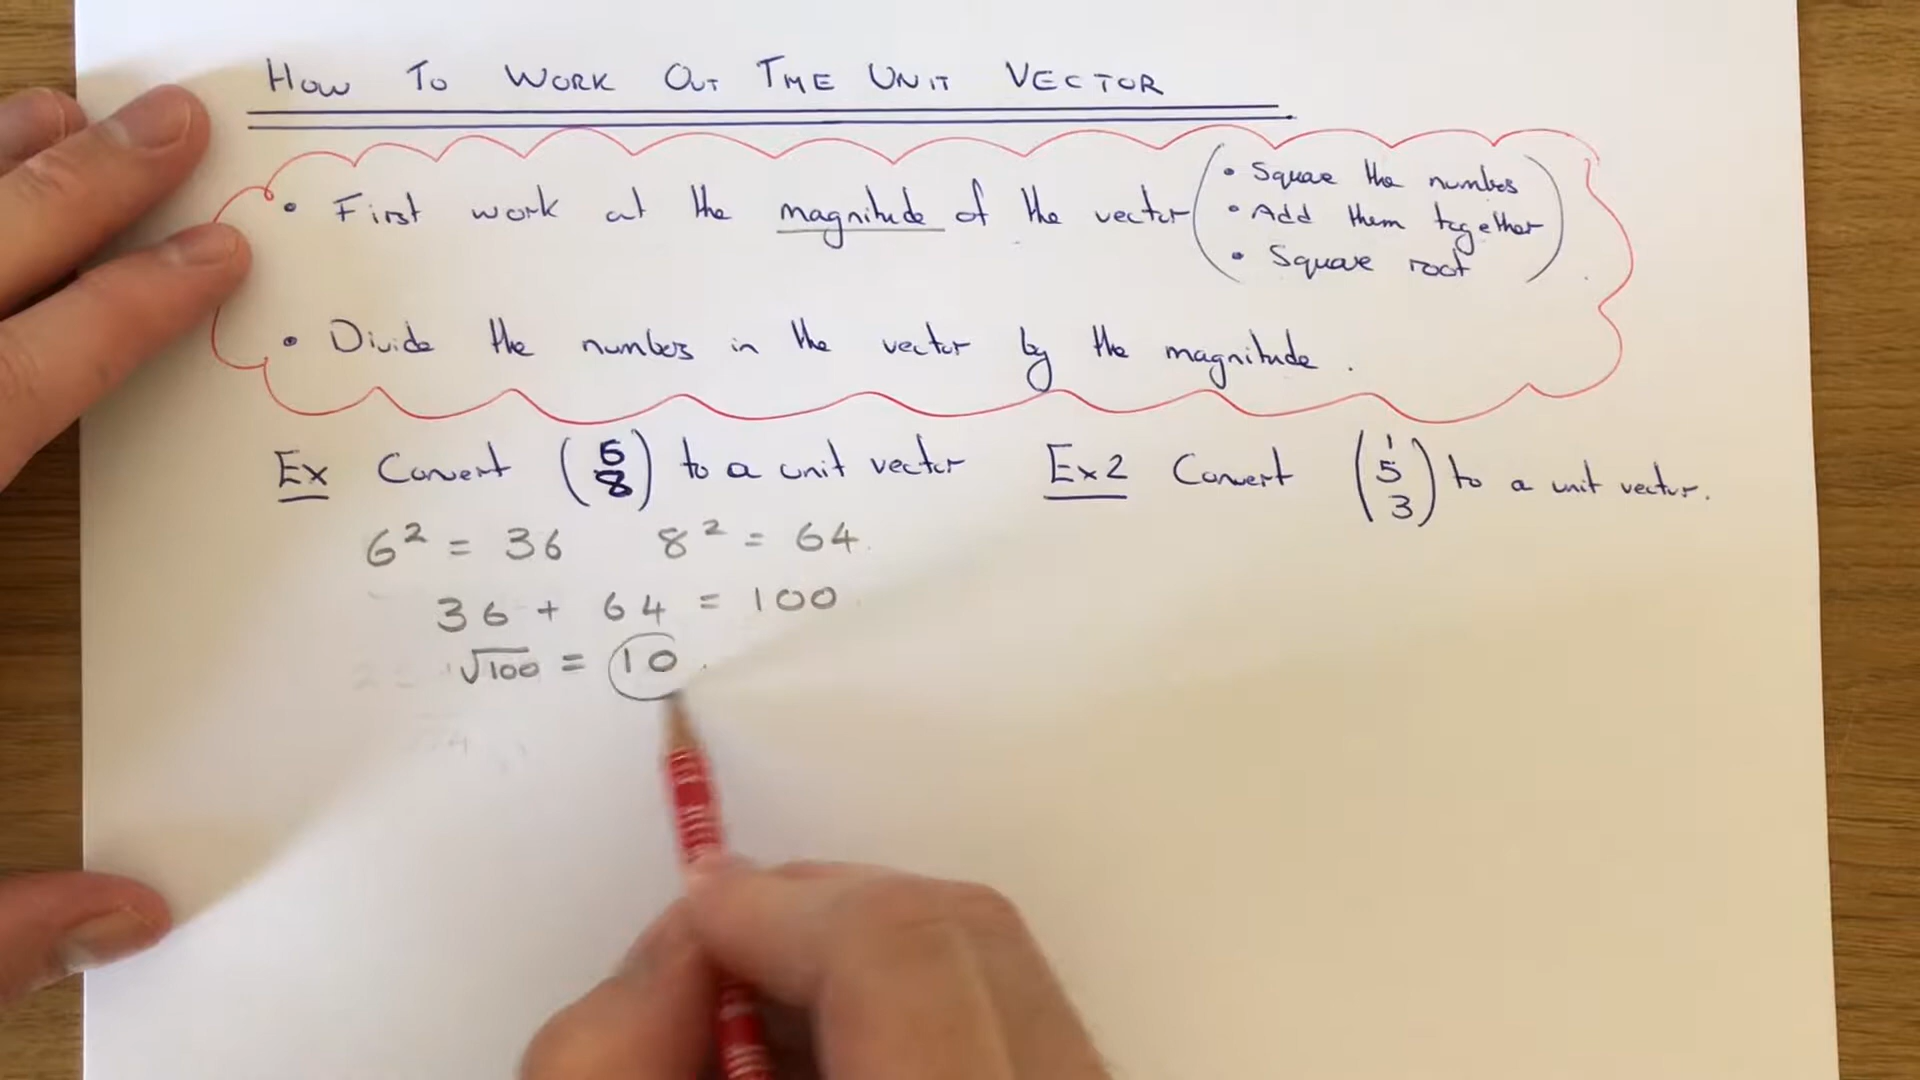 HOW TO WORK OUT THE UNIT VECTOR
• First work out the magnitude of the vector
• Square the numbers
• Add them together
• Square root
• Divide the numbers in the vector by the magnitude.
Ex Convert (6 8) to a unit vector
6² = 36 8² = 64.
36 + 64 = 100
√100 = 10.
Ex2 Convert (1 5 3) to a unit vector.